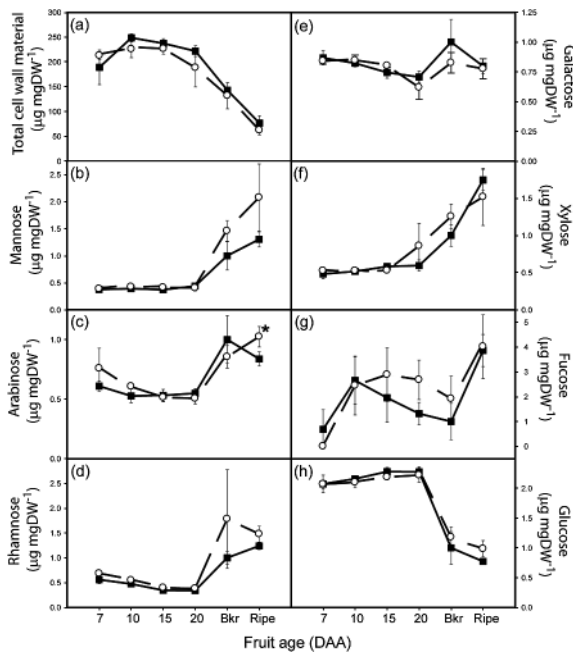 (a)
Total cell wall material
(µg mgDW⁻¹)
300
250
200
150
100
50
0
(e)
Galactose
(µg mgDW⁻¹)
1.25
1.00
0.75
0.50
0.25
0.00
(b)
Mannose
(µg mgDW⁻¹)
2.5
2.0
1.5
1.0
0.5
0.0
(f)
Xylose
(µg mgDW⁻¹)
1.5
1.0
0.5
0.0
(c)
Arabinose
(µg mgDW⁻¹)
1.0
0.5
0.0
*
(g)
Fucose
(µg mgDW⁻¹)
5
4
3
2
1
0
(d)
Rhamnose
(µg mgDW⁻¹)
2.5
2.0
1.5
1.0
0.5
0.0
(h)
Glucose
(µg mgDW⁻¹)
2.0
1.5
1.0
0.5
0.0
7 10 15 20 Bkr Ripe
7 10 15 20 Bkr Ripe
Fruit age (DAA)